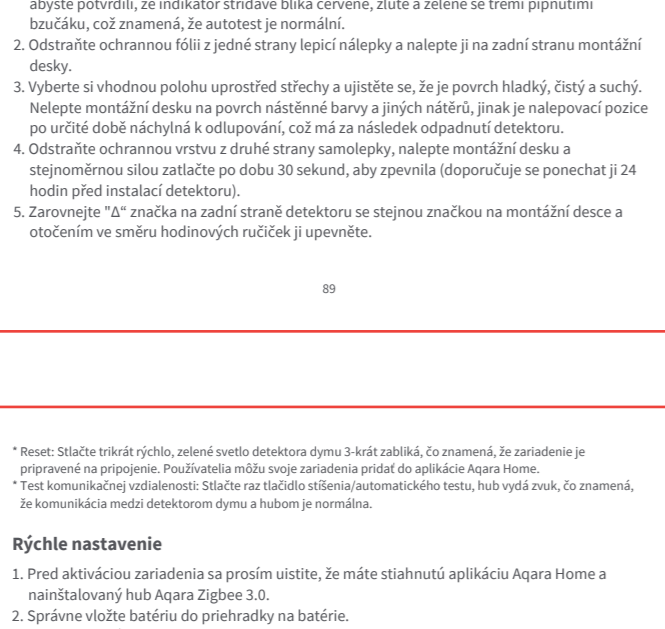 abyste potvrdili, že indikátor střídavě bliká červeně, žlutě a zeleně se třemi pípnutími
bzučáku, což znamená, že autotest je normální.
2. Odstraňte ochrannou fólii z jedné strany lepicí nálepky a nalepte ji na zadní stranu montážní
desky.
3. Vyberte si vhodnou polohu uprostřed střechy a ujistěte se, že je povrch hladký, čistý a suchý.
Nelepte montážní desku na povrch nástěnné barvy a jiných nátěrů, jinak je nalepovací pozice
po určité době náchylná k odlupování, což má za následek odpadnutí detektoru.
4. Odstraňte ochrannou vrstvu z druhé strany samolepky, nalepte montážní desku a
stejnoměrnou silou zatlačte po dobu 30 sekund, aby zpevnila (doporučuje se ponechat ji 24
hodin před instalací detektoru).
5. Zarovnejte "Δ“ značka na zadní straně detektoru se stejnou značkou na montážní desce a
otočením ve směru hodinových ručiček ji upevněte.
89
* Reset: Stlačte trikrát rýchlo, zelené svetlo detektora dymu 3-krát zabliká, čo znamená, že zariadenie je
pripravené na pripojenie. Používatelia môžu svoje zariadenia pridať do aplikácie Aqara Home.
* Test komunikačnej vzdialenosti: Stlačte raz tlačidlo stíšenia/automatického testu, hub vydá zvuk, čo znamená,
že komunikácia medzi detektorom dymu a hubom je normálna.
Rýchle nastavenie
1. Pred aktiváciou zariadenia sa prosím uistite, že máte stiahnutú aplikáciu Aqara Home a
nainštalovaný hub Aqara Zigbee 3.0.
2. Správne vložte batériu do priehradky na batérie.